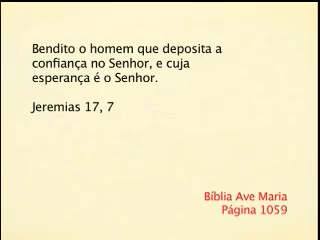 Bendito o homem que deposita a
confiança no Senhor, e cuja
esperança é o Senhor.
Jeremias 17, 7
Bíblia Ave Maria
Página 1059